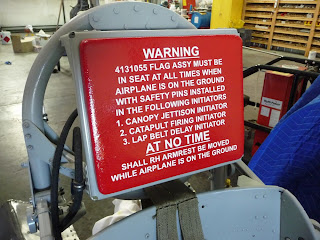 WARNING
4131055 FLAG ASSY MUST BE
IN SEAT AT ALL TIMES WHEN
AIRPLANE IS ON THE GROUND
WITH SAFETY PINS INSTALLED
IN THE FOLLOWING INITIATORS
1. CANOPY JETTISON INITIATOR
2. CATAPULT FIRING INITIATOR
3. LAP BELT DELAY INITIATOR
AT NO TIME
SHALL RH ARMREST BE MOVED
WHILE AIRPLANE IS ON THE GROUND